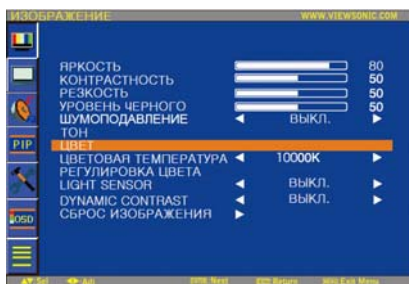 ИЗОБРАЖЕНИЕ WWW.VIEWSONIC.COM
ЯРКОСТЬ 80
КОНТРАСТНОСТЬ 50
РЕЗКОСТЬ 50
УРОВЕНЬ ЧЕРНОГО 50
ШУМОПОДАВЛЕНИЕ ВЫКЛ.
ТОН
ЦВЕТ
PIP
ЦВЕТОВАЯ ТЕМПЕРАТУРА 10000K
РЕГУЛИРОВКА ЦВЕТА
LIGHT SENSOR ВЫКЛ.
DYNAMIC CONTRAST ВЫКЛ.
OSD
СБРОС ИЗОБРАЖЕНИЯ
Sel Adj Next Return MENU:Exit Menu